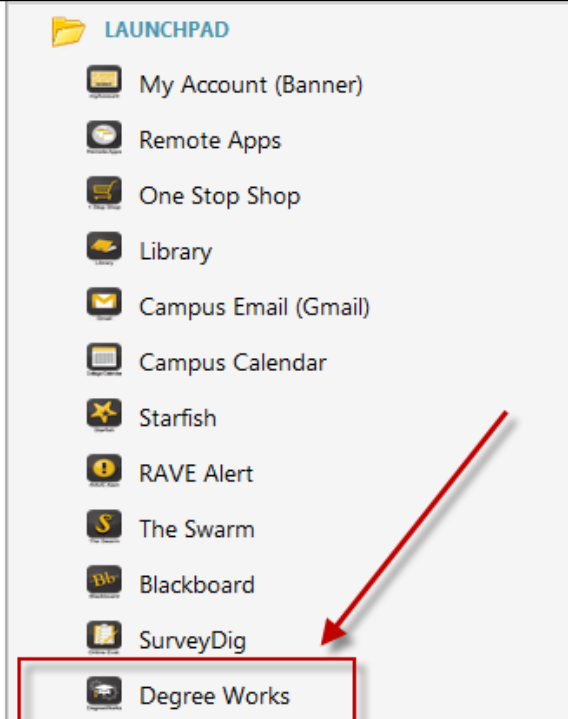 LAUNCHPAD
My Account (Banner)
Remote Apps
One Stop Shop
Library
Campus Email (Gmail)
Campus Calendar
Starfish
RAVE Alert
The Swarm
Blackboard
SurveyDig
Degree Works